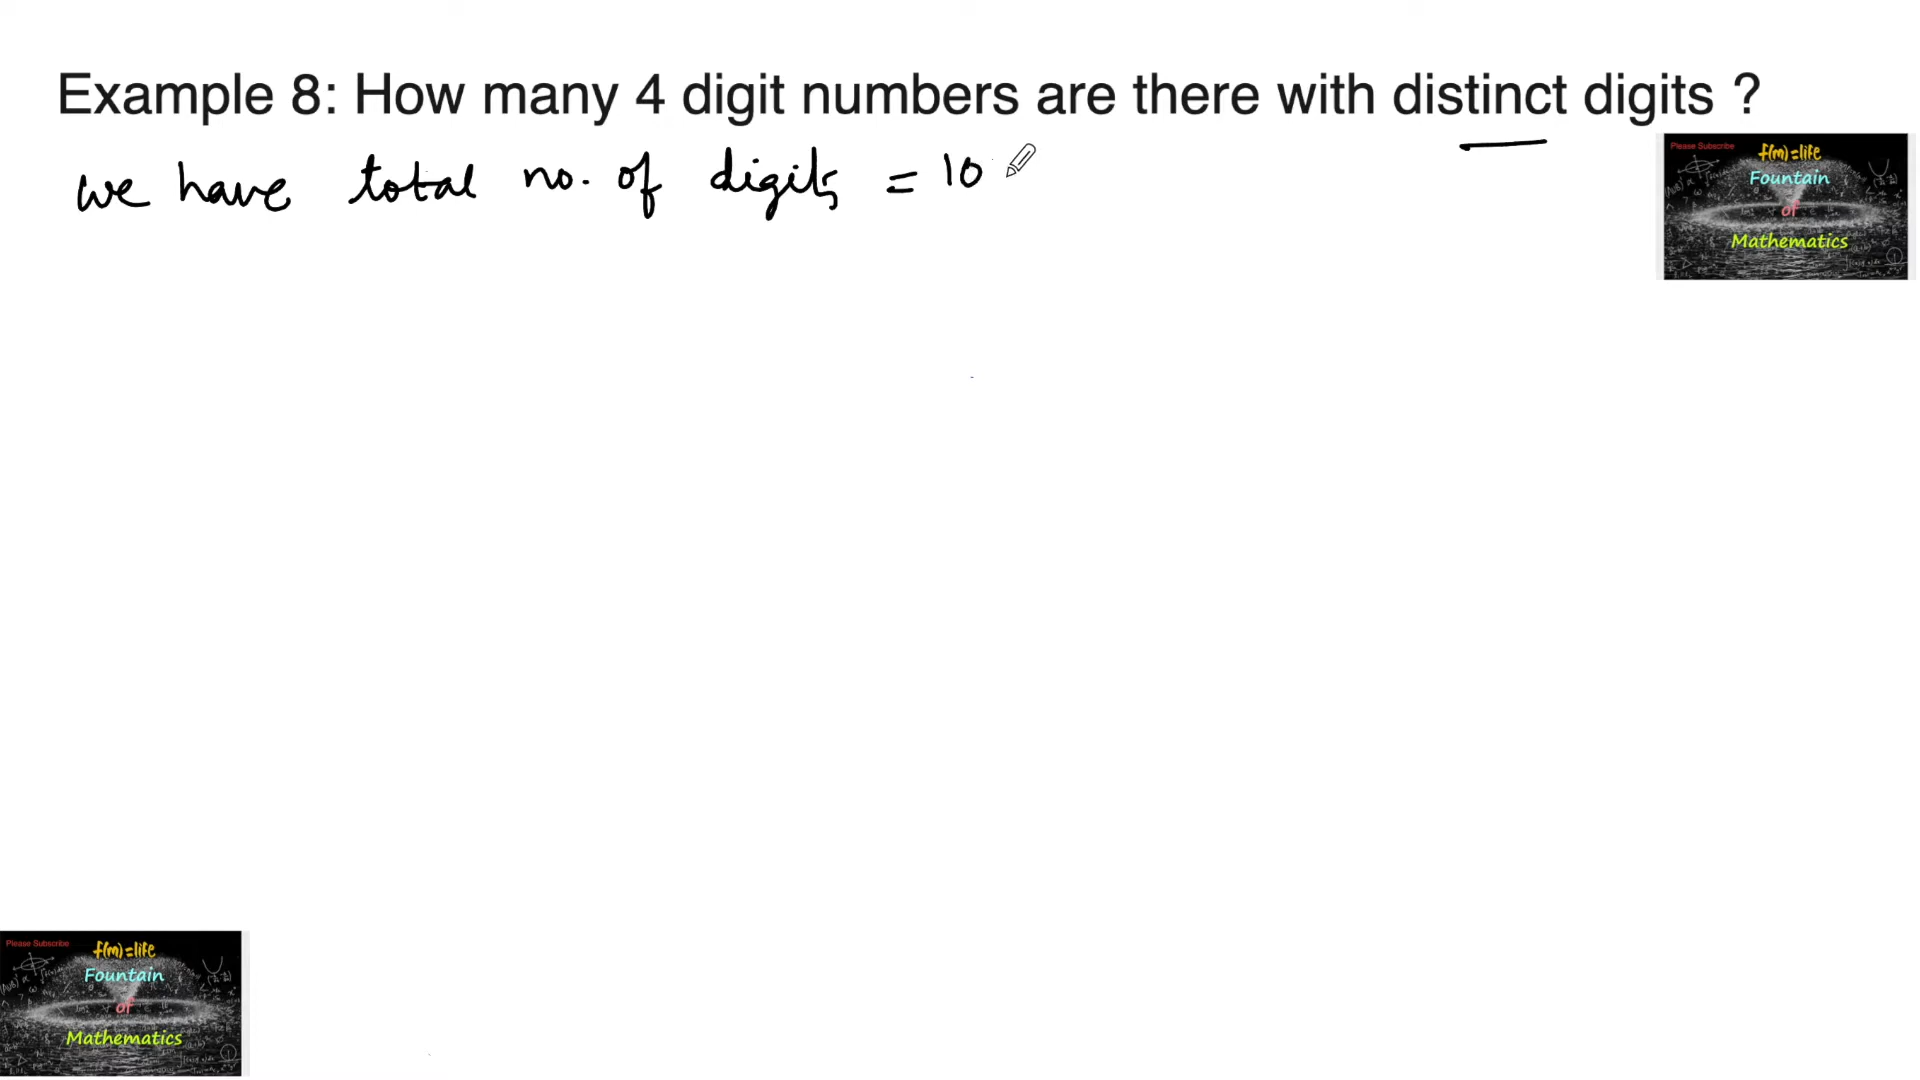 Example 8: How many 4 digit numbers are there with distinct digits ?
we have total no. of digits = 10
Please Subscribe
f(m)=life
Fountain
of
Mathematics
Please Subscribe
f(m)=life
Fountain
of
Mathematics